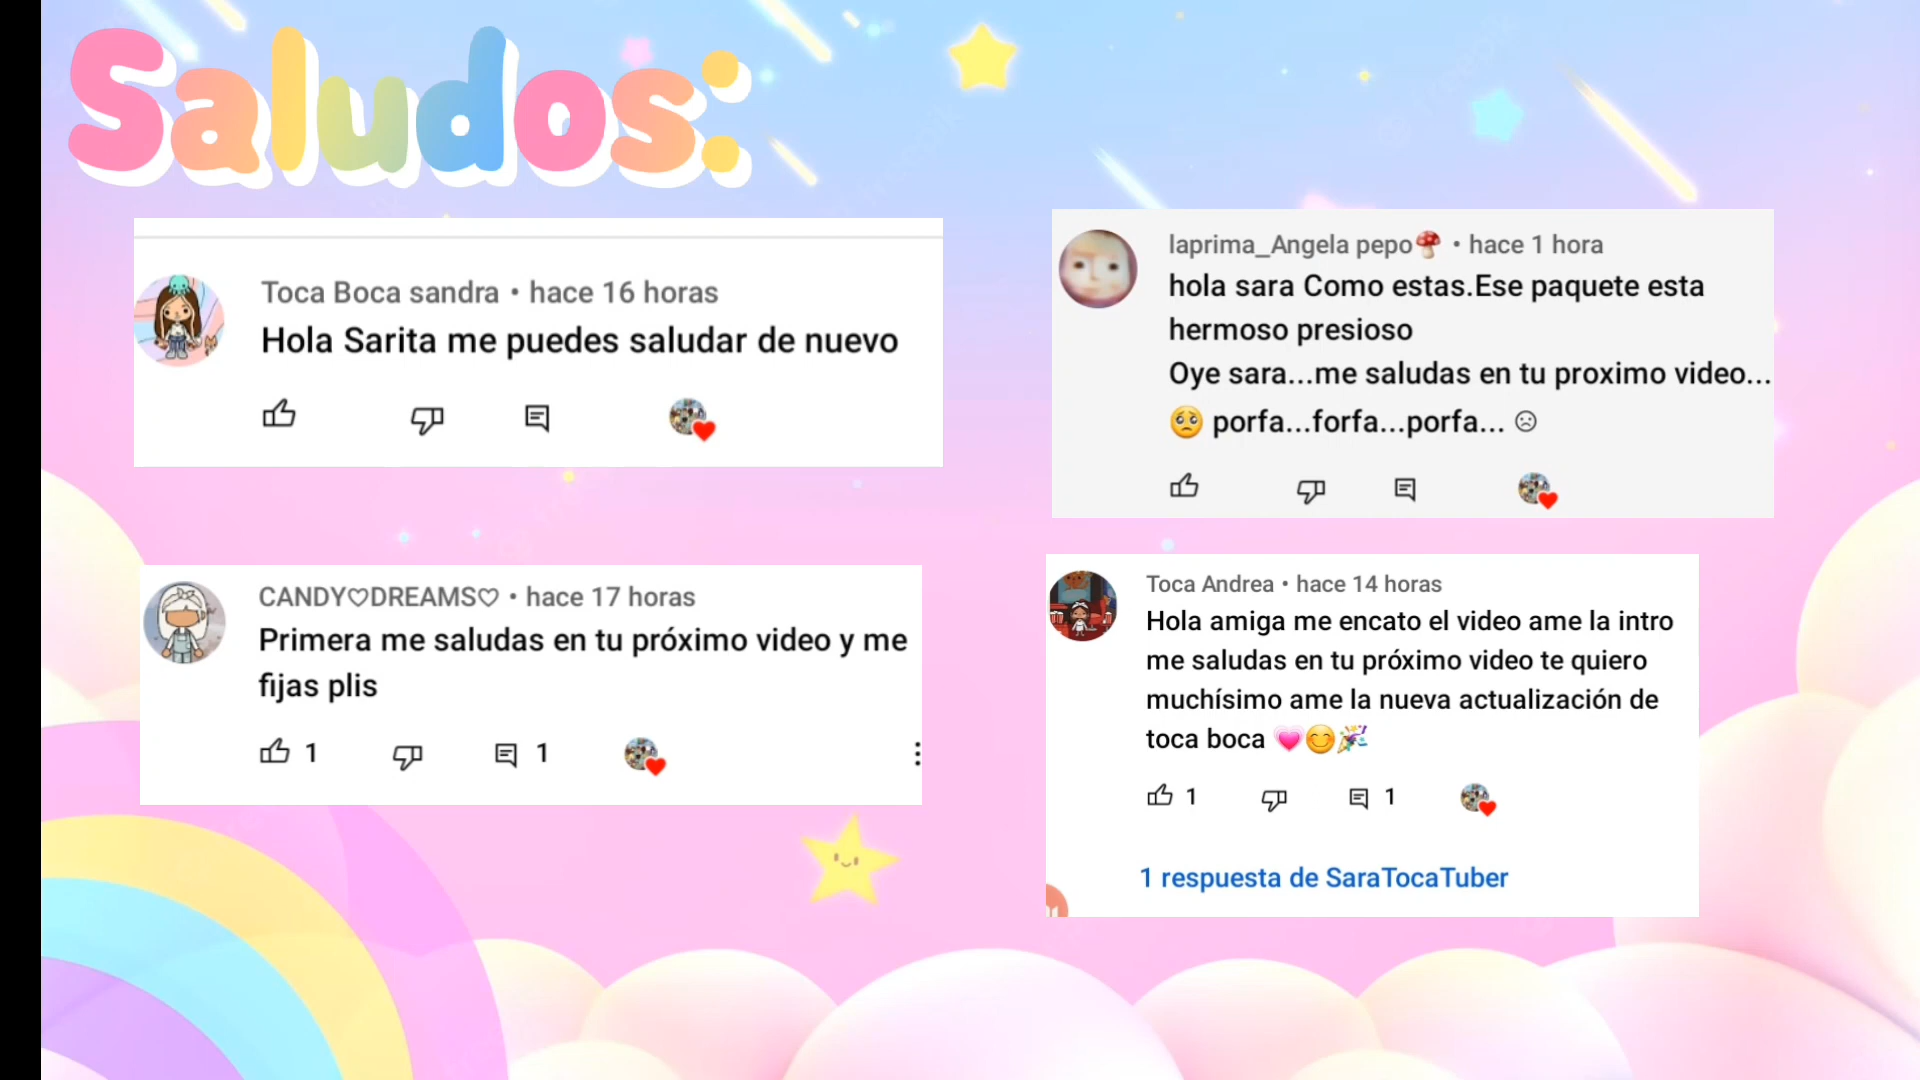 Saludos:
Toca Boca sandra • hace 16 horas
Hola Sarita me puedes saludar de nuevo
laprima_Angela pepo🍄 • hace 1 hora
hola sara Como estas.Ese paquete esta
hermoso presioso
Oye sara...me saludas en tu proximo video...
🥺 porfa...forfa...porfa... ☹
CANDY♡DREAMS♡ • hace 17 horas
Primera me saludas en tu próximo video y me
fijas plis
1 1
Toca Andrea • hace 14 horas
Hola amiga me encato el video ame la intro
me saludas en tu próximo video te quiero
muchísimo ame la nueva actualización de
toca boca 💗😊🎉
1 1
1 respuesta de SaraTocaTuber